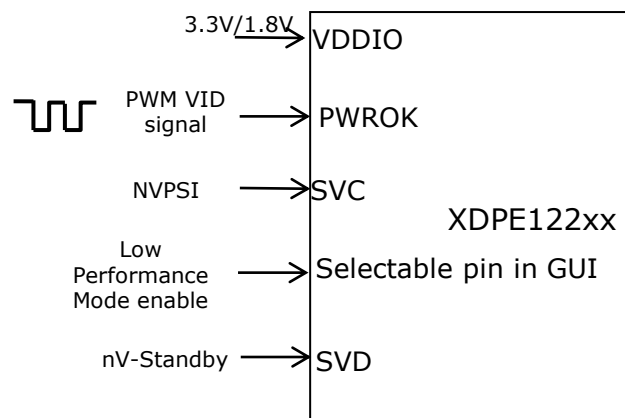 3.3V/1.8V
VDDIO
PWM VID
signal
PWROK
NVPSI
SVC
XDPE122xx
Low
Performance
Mode enable
Selectable pin in GUI
nV-Standby
SVD